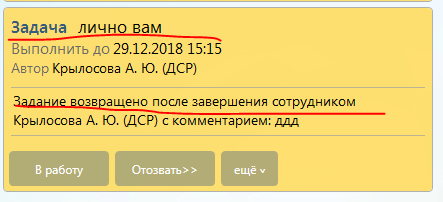 Задача лично вам
Выполнить до 29.12.2018 15:15
Автор Крылосова А. Ю. (ДСР)
Задание возвращено после завершения сотрудником
Крылосова А. Ю. (ДСР) с комментарием: ддд
В работу Отозвать>> ещё v